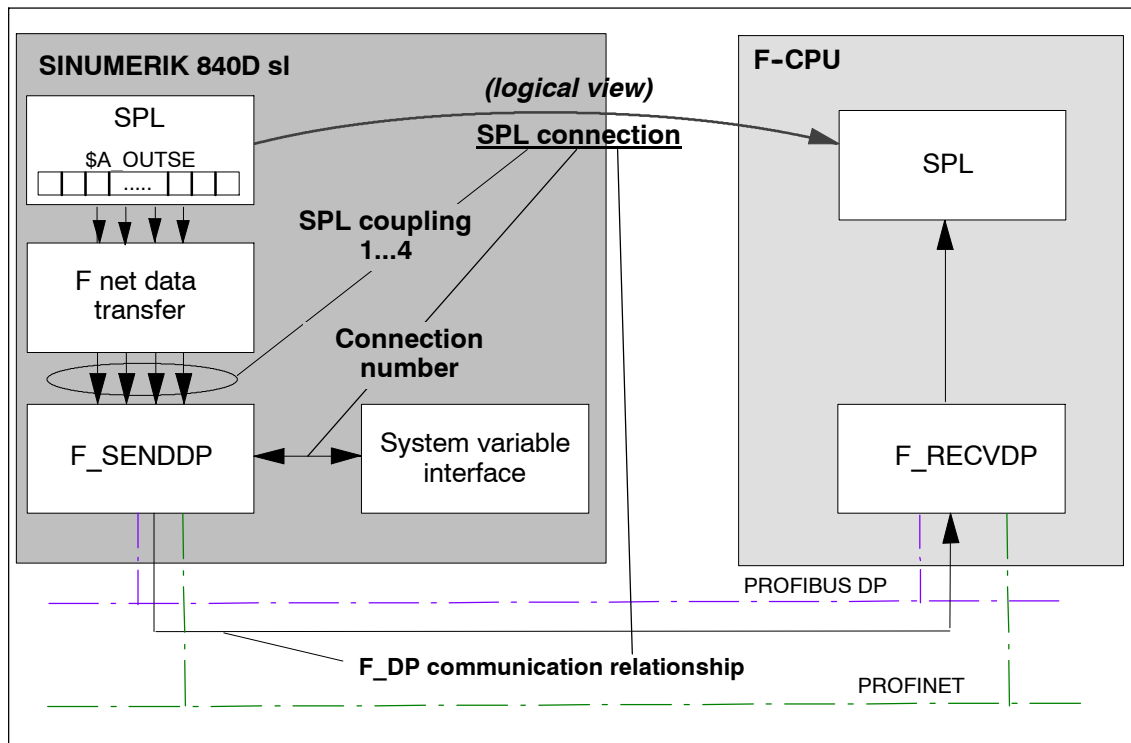 SINUMERIK 840D sl
F-CPU
(logical view)
SPL connection
SPL
$A_OUTSE
.....
SPL
SPL coupling
1...4
F net data
transfer
Connection
number
F_SENDDP
System variable
interface
F_RECVDP
PROFIBUS DP
F_DP communication relationship
PROFINET